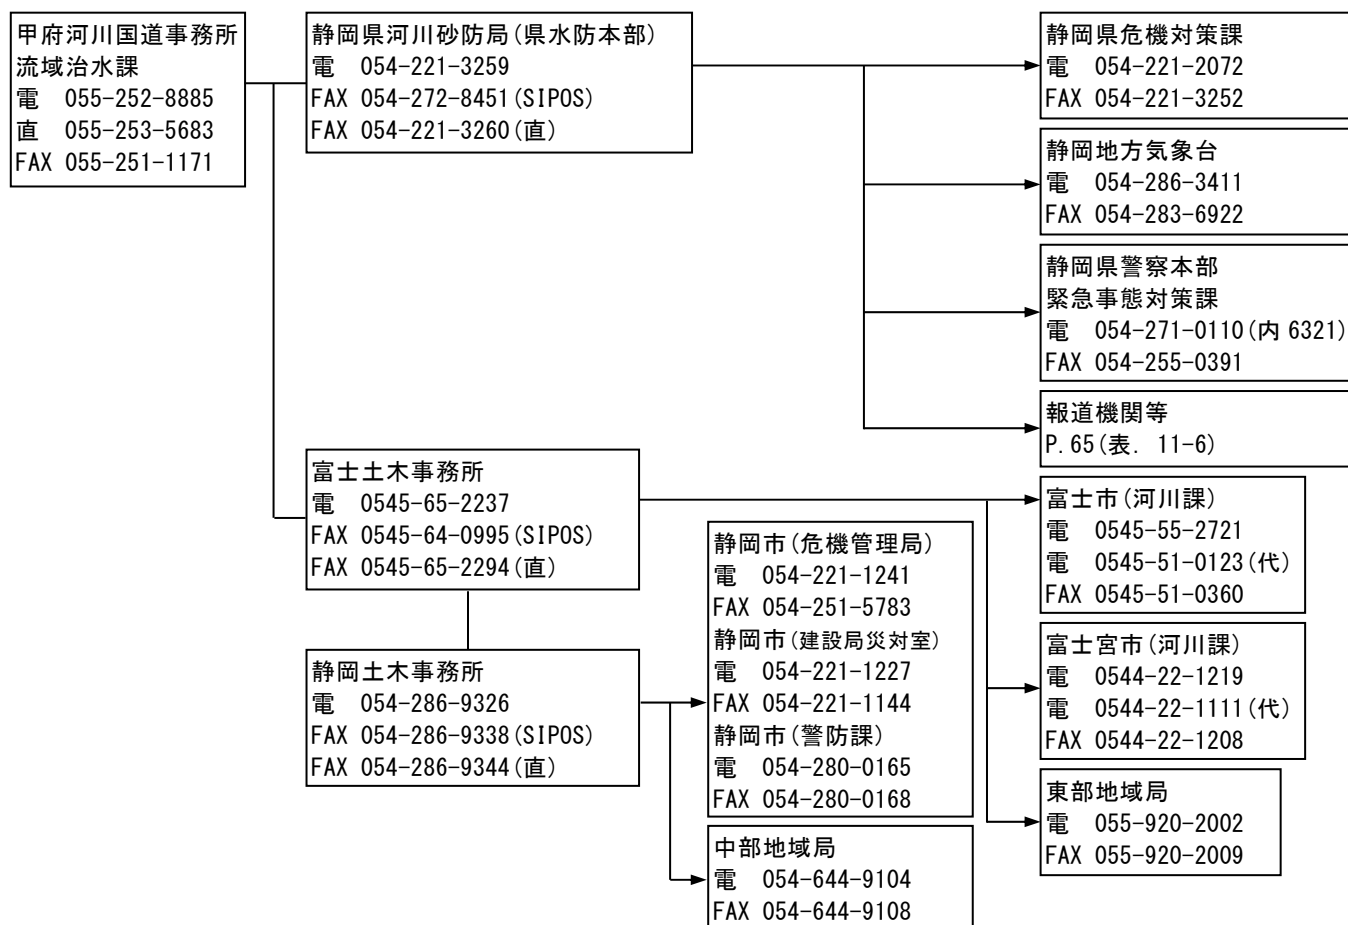 甲府河川国道事務所
流域治水課
電 055-252-8885
直 055-253-5683
FAX 055-251-1171
静岡県河川砂防局(県水防本部)
電 054-221-3259
FAX 054-272-8451(SIPOS)
FAX 054-221-3260(直)
静岡県危機対策課
電 054-221-2072
FAX 054-221-3252
静岡地方気象台
電 054-286-3411
FAX 054-283-6922
静岡県警察本部
緊急事態対策課
電 054-271-0110(内 6321)
FAX 054-255-0391
報道機関等
P.65(表. 11-6)
富士土木事務所
電 0545-65-2237
FAX 0545-64-0995(SIPOS)
FAX 0545-65-2294(直)
富士市(河川課)
電 0545-55-2721
電 0545-51-0123(代)
FAX 0545-51-0360
富士宮市(河川課)
電 0544-22-1219
電 0544-22-1111(代)
FAX 0544-22-1208
東部地域局
電 055-920-2002
FAX 055-920-2009
静岡土木事務所
電 054-286-9326
FAX 054-286-9338(SIPOS)
FAX 054-286-9344(直)
静岡市(危機管理局)
電 054-221-1241
FAX 054-251-5783
静岡市(建設局災対室)
電 054-221-1227
FAX 054-221-1144
静岡市(警防課)
電 054-280-0165
FAX 054-280-0168
中部地域局
電 054-644-9104
FAX 054-644-9108